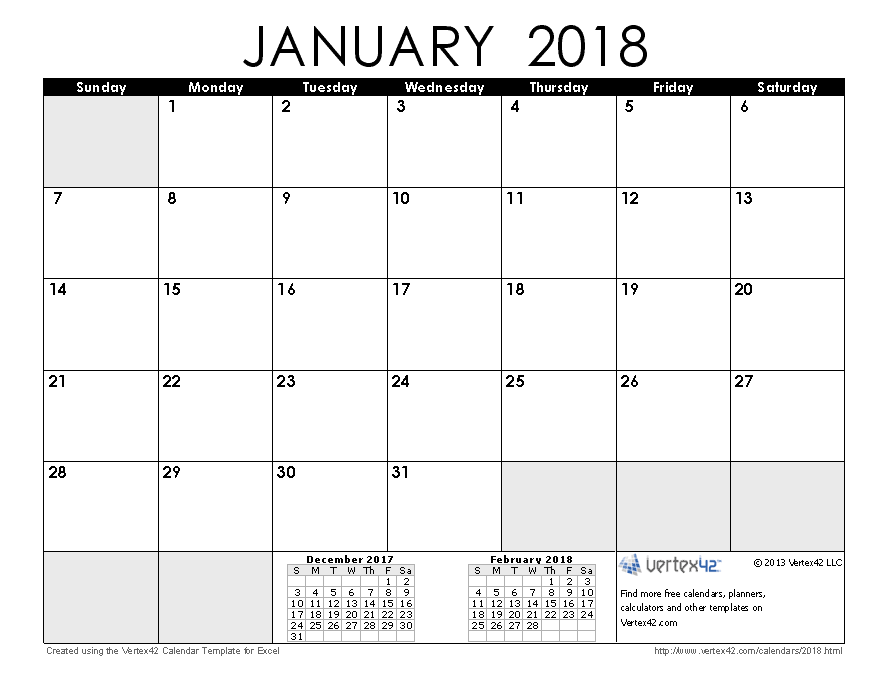 JANUARY 2018
Sunday Monday Tuesday Wednesday Thursday Friday Saturday
1 2 3 4 5 6
7 8 9 10 11 12 13
14 15 16 17 18 19 20
21 22 23 24 25 26 27
28 29 30 31
December 2017
S M T W Th F Sa
1 2
3 4 5 6 7 8 9
10 11 12 13 14 15 16
17 18 19 20 21 22 23
24 25 26 27 28 29 30
31
February 2018
S M T W Th F Sa
1 2 3
4 5 6 7 8 9 10
11 12 13 14 15 16 17
18 19 20 21 22 23 24
25 26 27 28
vertex42™ © 2013 Vertex42 LLC
Find more free calendars, planners,
calculators and other templates on
Vertex42.com
Created using the Vertex42 Calendar Template for Excel
http://www.vertex42.com/calendars/2018.html